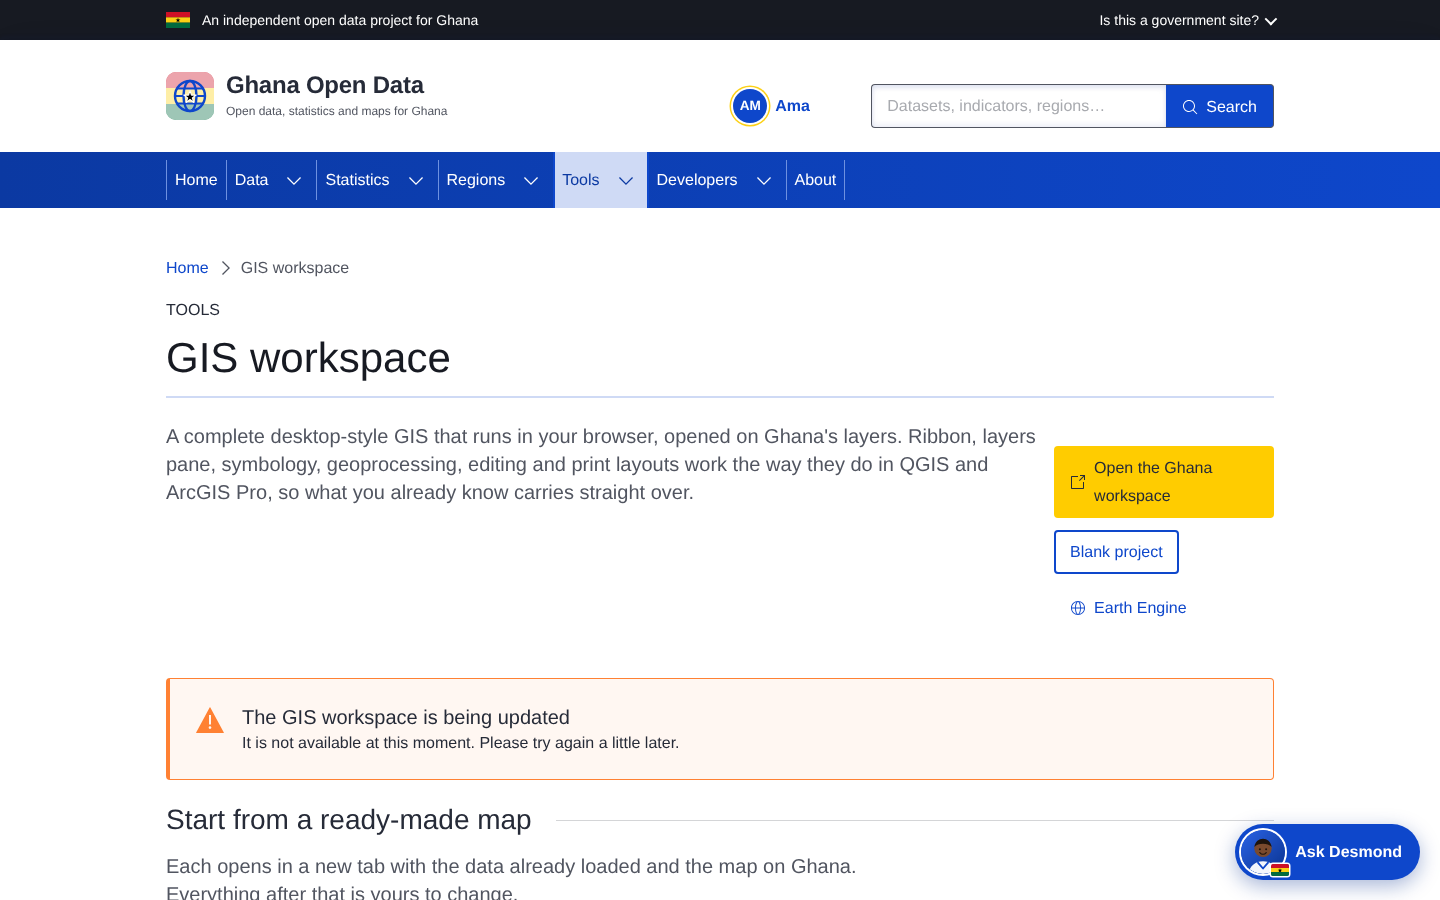 An independent open data project for Ghana
Is this a government site?
Ghana Open Data
Open data, statistics and maps for Ghana
AM
Ama
Datasets, indicators, regions…
Search
Home
Data
Statistics
Regions
Tools
Developers
About
Home
GIS workspace
TOOLS
GIS workspace
A complete desktop-style GIS that runs in your browser, opened on Ghana's layers. Ribbon, layers
pane, symbology, geoprocessing, editing and print layouts work the way they do in QGIS and
ArcGIS Pro, so what you already know carries straight over.
Open the Ghana
workspace
Blank project
Earth Engine
The GIS workspace is being updated
It is not available at this moment. Please try again a little later.
Start from a ready-made map
Each opens in a new tab with the data already loaded and the map on Ghana.
Everything after that is yours to change.
Ask Desmond